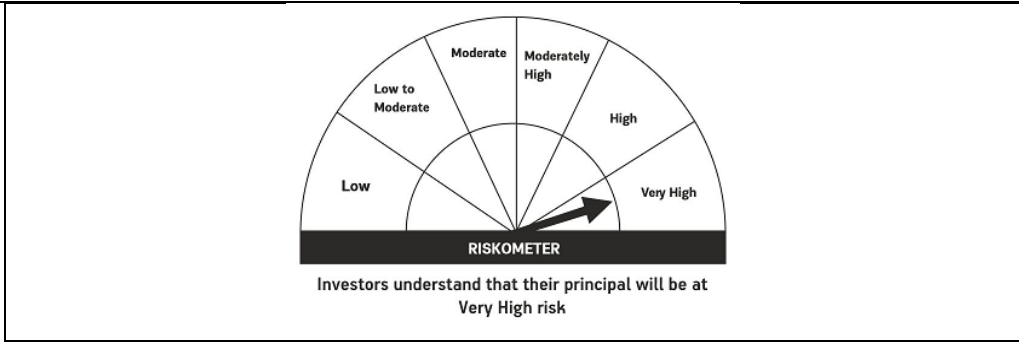 Low
Low to
Moderate
Moderate
Moderately
High
High
Very High
RISKOMETER
Investors understand that their principal will be at
Very High risk